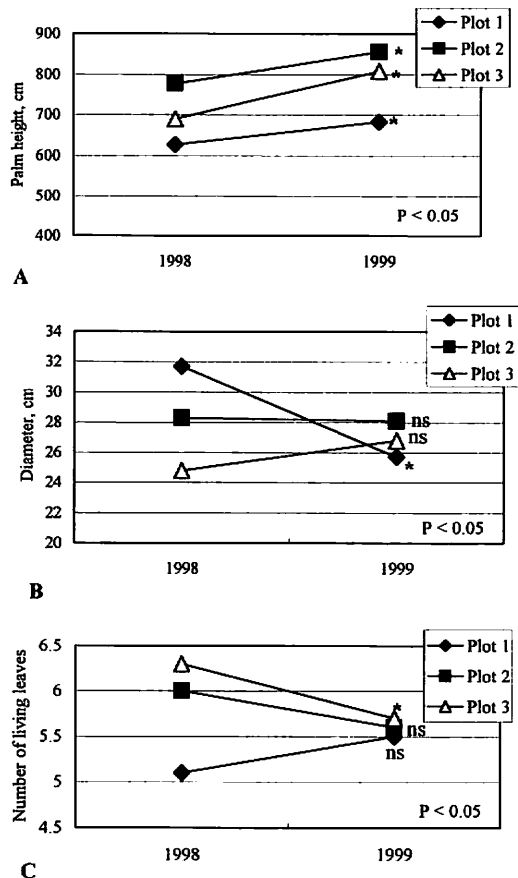 Plot 1
Plot 2
Plot 3
Palm height, cm
900
800
700
600
500
400
*
*
*
P < 0.05
1998 1999
A
Plot 1
Plot 2
Plot 3
Diameter, cm
34
32
30
28
26
24
22
20
ns
ns
*
P < 0.05
1998 1999
B
Plot 1
Plot 2
Plot 3
Number of living leaves
6.5
6
5.5
5
4.5
*
ns
ns
P < 0.05
1998 1999
C